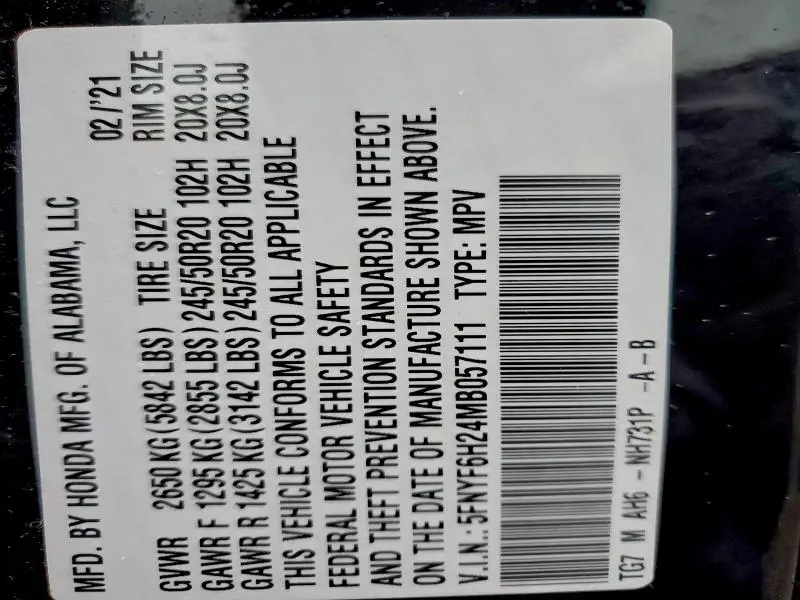 MFD. BY HONDA MFG. OF ALABAMA, LLC 02/'21
GVWR 2650 KG (5842 LBS) TIRE SIZE RIM SIZE
GAWR F 1295 KG (2855 LBS) 245/50R20 102H 20X8.0J
GAWR R 1425 KG (3142 LBS) 245/50R20 102H 20X8.0J
THIS VEHICLE CONFORMS TO ALL APPLICABLE
FEDERAL MOTOR VEHICLE SAFETY
AND THEFT PREVENTION STANDARDS IN EFFECT
ON THE DATE OF MANUFACTURE SHOWN ABOVE.
V.I.N.: 5FNYF6H24MB057111 TYPE: MPV
TG7 M AH6 - NH731P - A - B